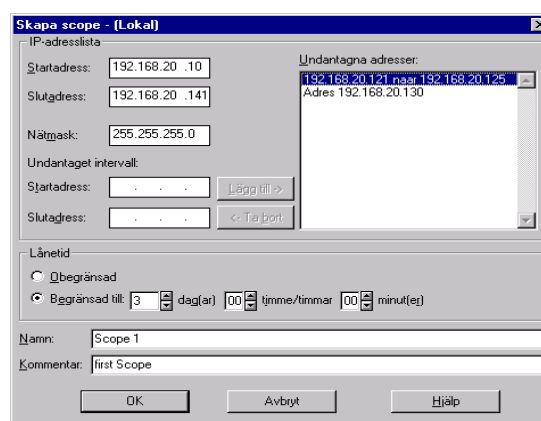 Skapa scope - (Lokal)
IP-adresslista
Startadress: 192.168.20 .10
Slutadress: 192.168.20 .141
Nätmask: 255.255.255.0
Undantaget intervall:
Startadress: . . . Lägg till ->
Slutadress: . . . <- Ta bort
Undantagna adresser:
192.168.20.121 naar 192.168.20.125
Adres 192.168.20.130
Lånetid
Obegränsad
Begränsad till: 3 dag(ar) 00 timme/timmar 00 minut(er)
Namn: Scope 1
Kommentar: first Scope
OK Avbryt Hjälp